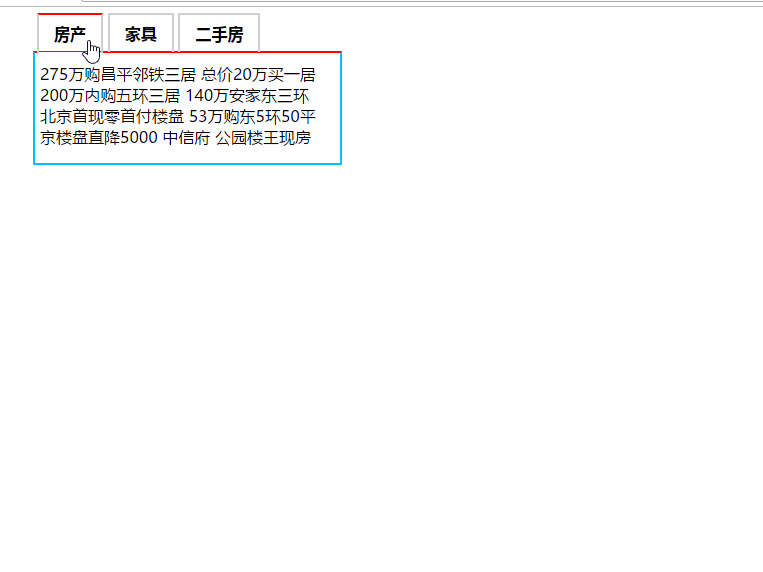 房产 家具 二手房
275万购昌平邻铁三居 总价20万买一居
200万内购五环三居 140万安家东三环
北京首现零首付楼盘 53万购东5环50平
京楼盘直降5000 中信府 公园楼王现房